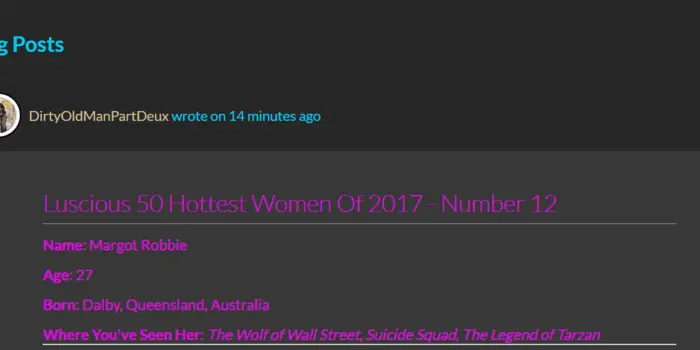 g Posts
DirtyOldManPartDeux wrote on 14 minutes ago
Luscious 50 Hottest Women Of 2017 - Number 12
Name: Margot Robbie
Age: 27
Born: Dalby, Queensland, Australia
Where You've Seen Her: The Wolf of Wall Street, Suicide Squad, The Legend of Tarzan